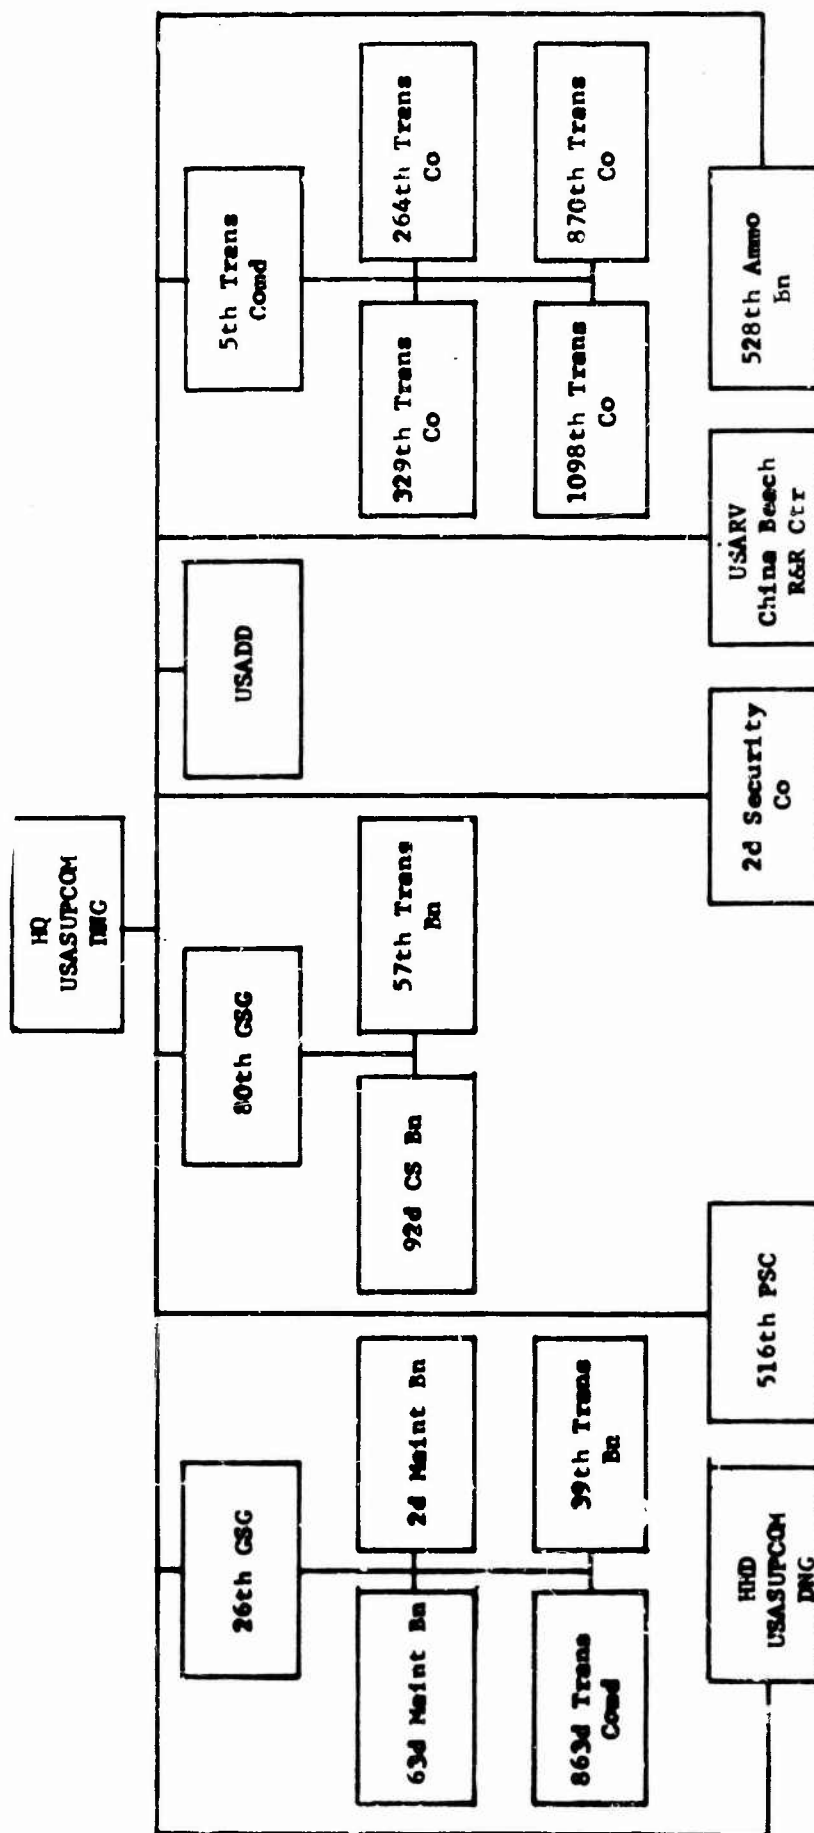 HQ
USASUPCOM
DNG
26th GSG
80th GSG
USADD
5th Trans
Comd
63d Maint Bn
2d Maint Bn
92d CS Bn
57th Trans
Bn
329th Trans
Co
264th Trans
Co
863d Trans
Comd
39th Trans
Bn
1098th Trans
Co
870th Trans
Co
HHD
USASUPCOM
DNG
516th PSC
2d Security
Co
USARV
China Beach
R&R Ctr
528th Ammo
Bn